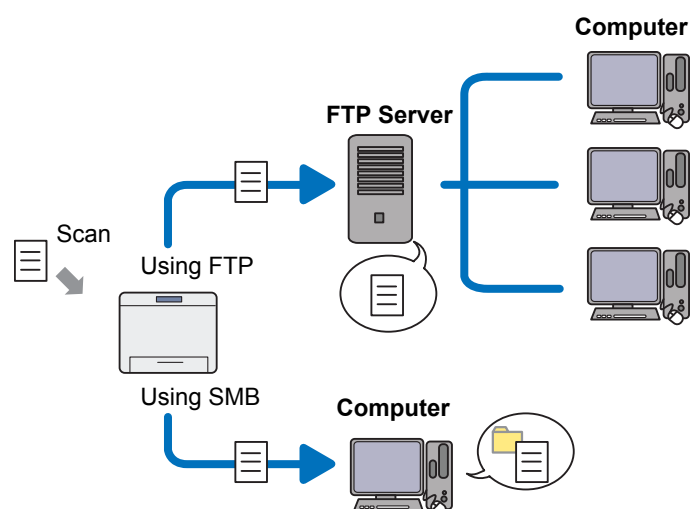 Computer
FTP Server
Scan
Using FTP
Using SMB
Computer